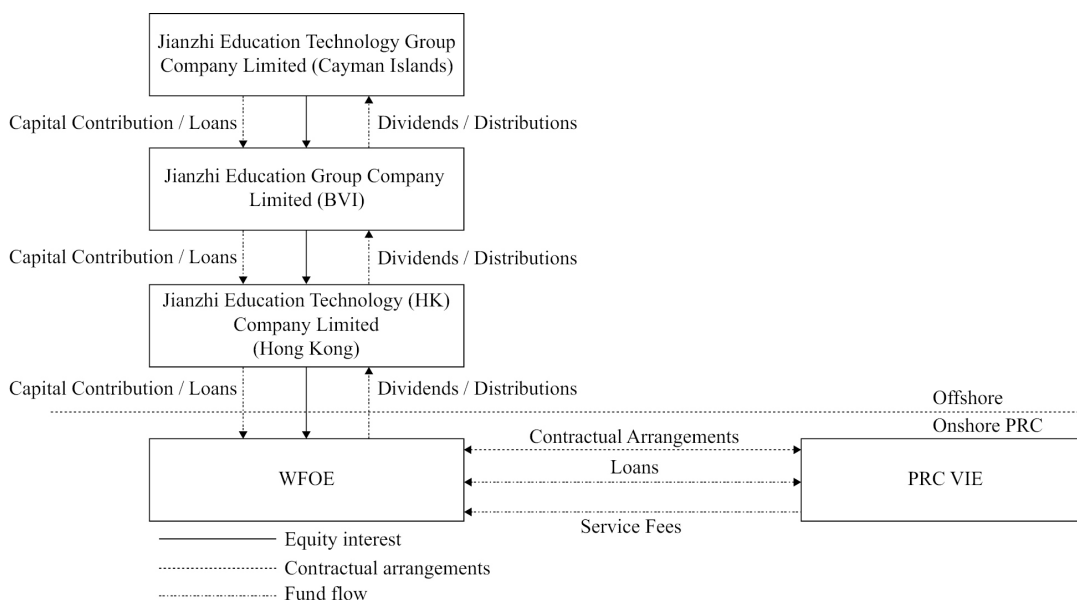 Jianzhi Education Technology Group
Company Limited (Cayman Islands)
Capital Contribution / Loans
Dividends / Distributions
Jianzhi Education Group Company
Limited (BVI)
Capital Contribution / Loans
Dividends / Distributions
Jianzhi Education Technology (HK)
Company Limited
(Hong Kong)
Capital Contribution / Loans
Dividends / Distributions
Offshore
Onshore PRC
WFOE
Contractual Arrangements
Loans
Service Fees
PRC VIE
Equity interest
Contractual arrangements
Fund flow